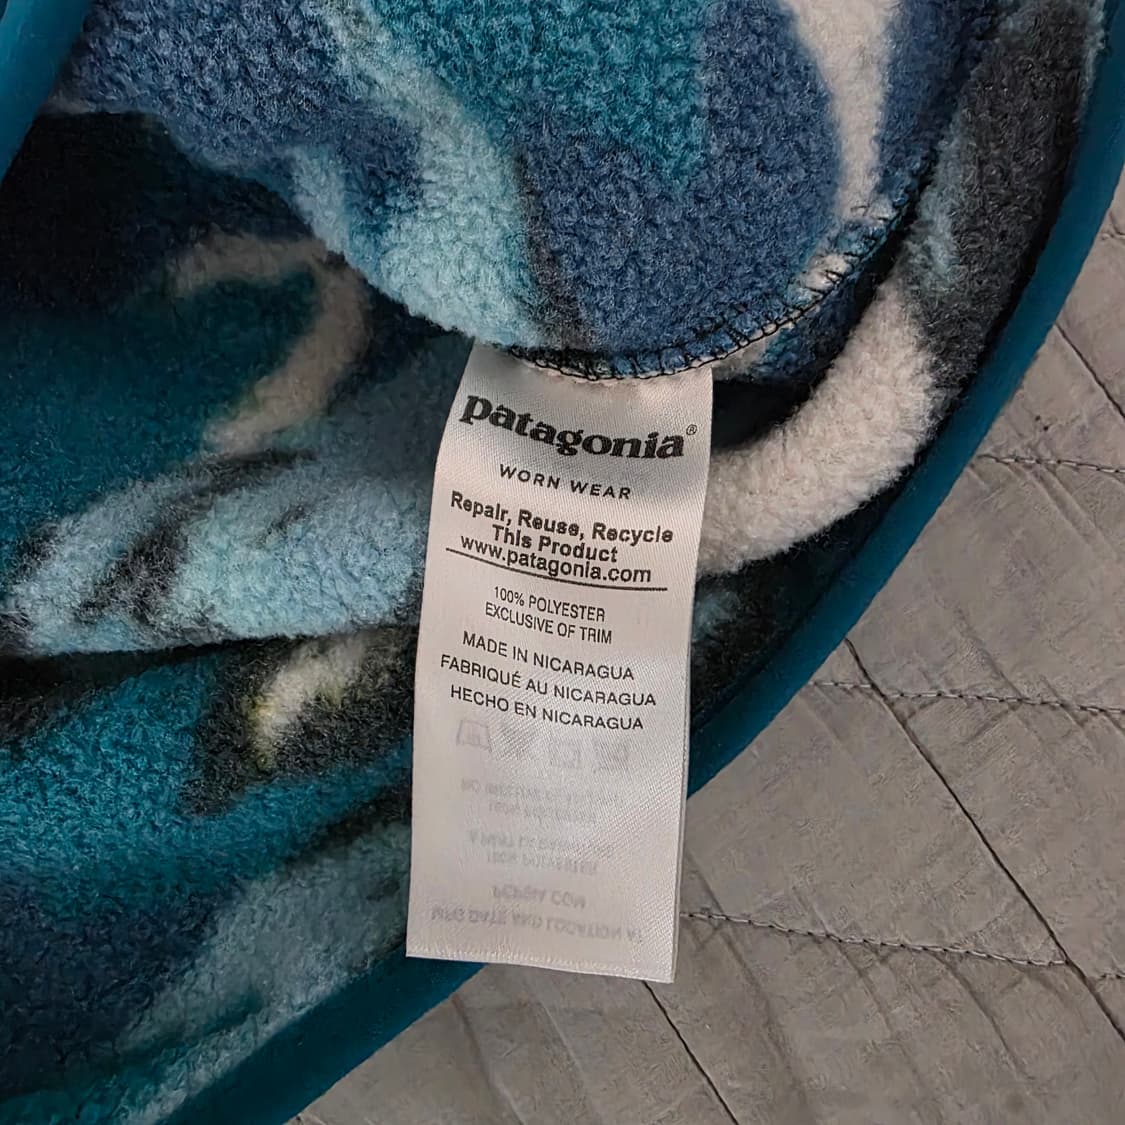 patagonia®
WORN WEAR
Repair, Reuse, Recycle
This Product
www.patagonia.com
100% POLYESTER
EXCLUSIVE OF TRIM
MADE IN NICARAGUA
FABRIQUÉ AU NICARAGUA
HECHO EN NICARAGUA